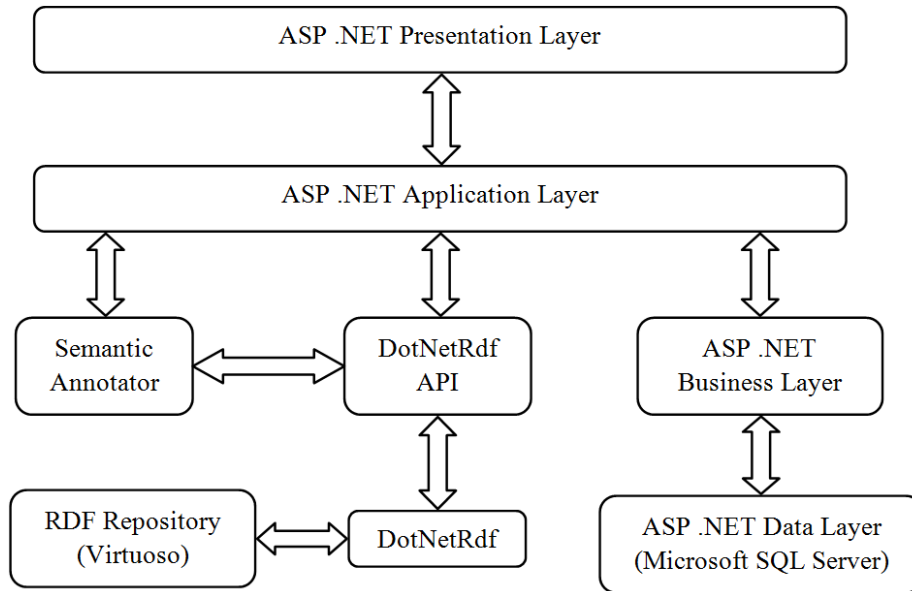 ASP .NET Presentation Layer
ASP .NET Application Layer
Semantic
Annotator
DotNetRdf
API
ASP .NET
Business Layer
RDF Repository
(Virtuoso)
DotNetRdf
ASP .NET Data Layer
(Microsoft SQL Server)